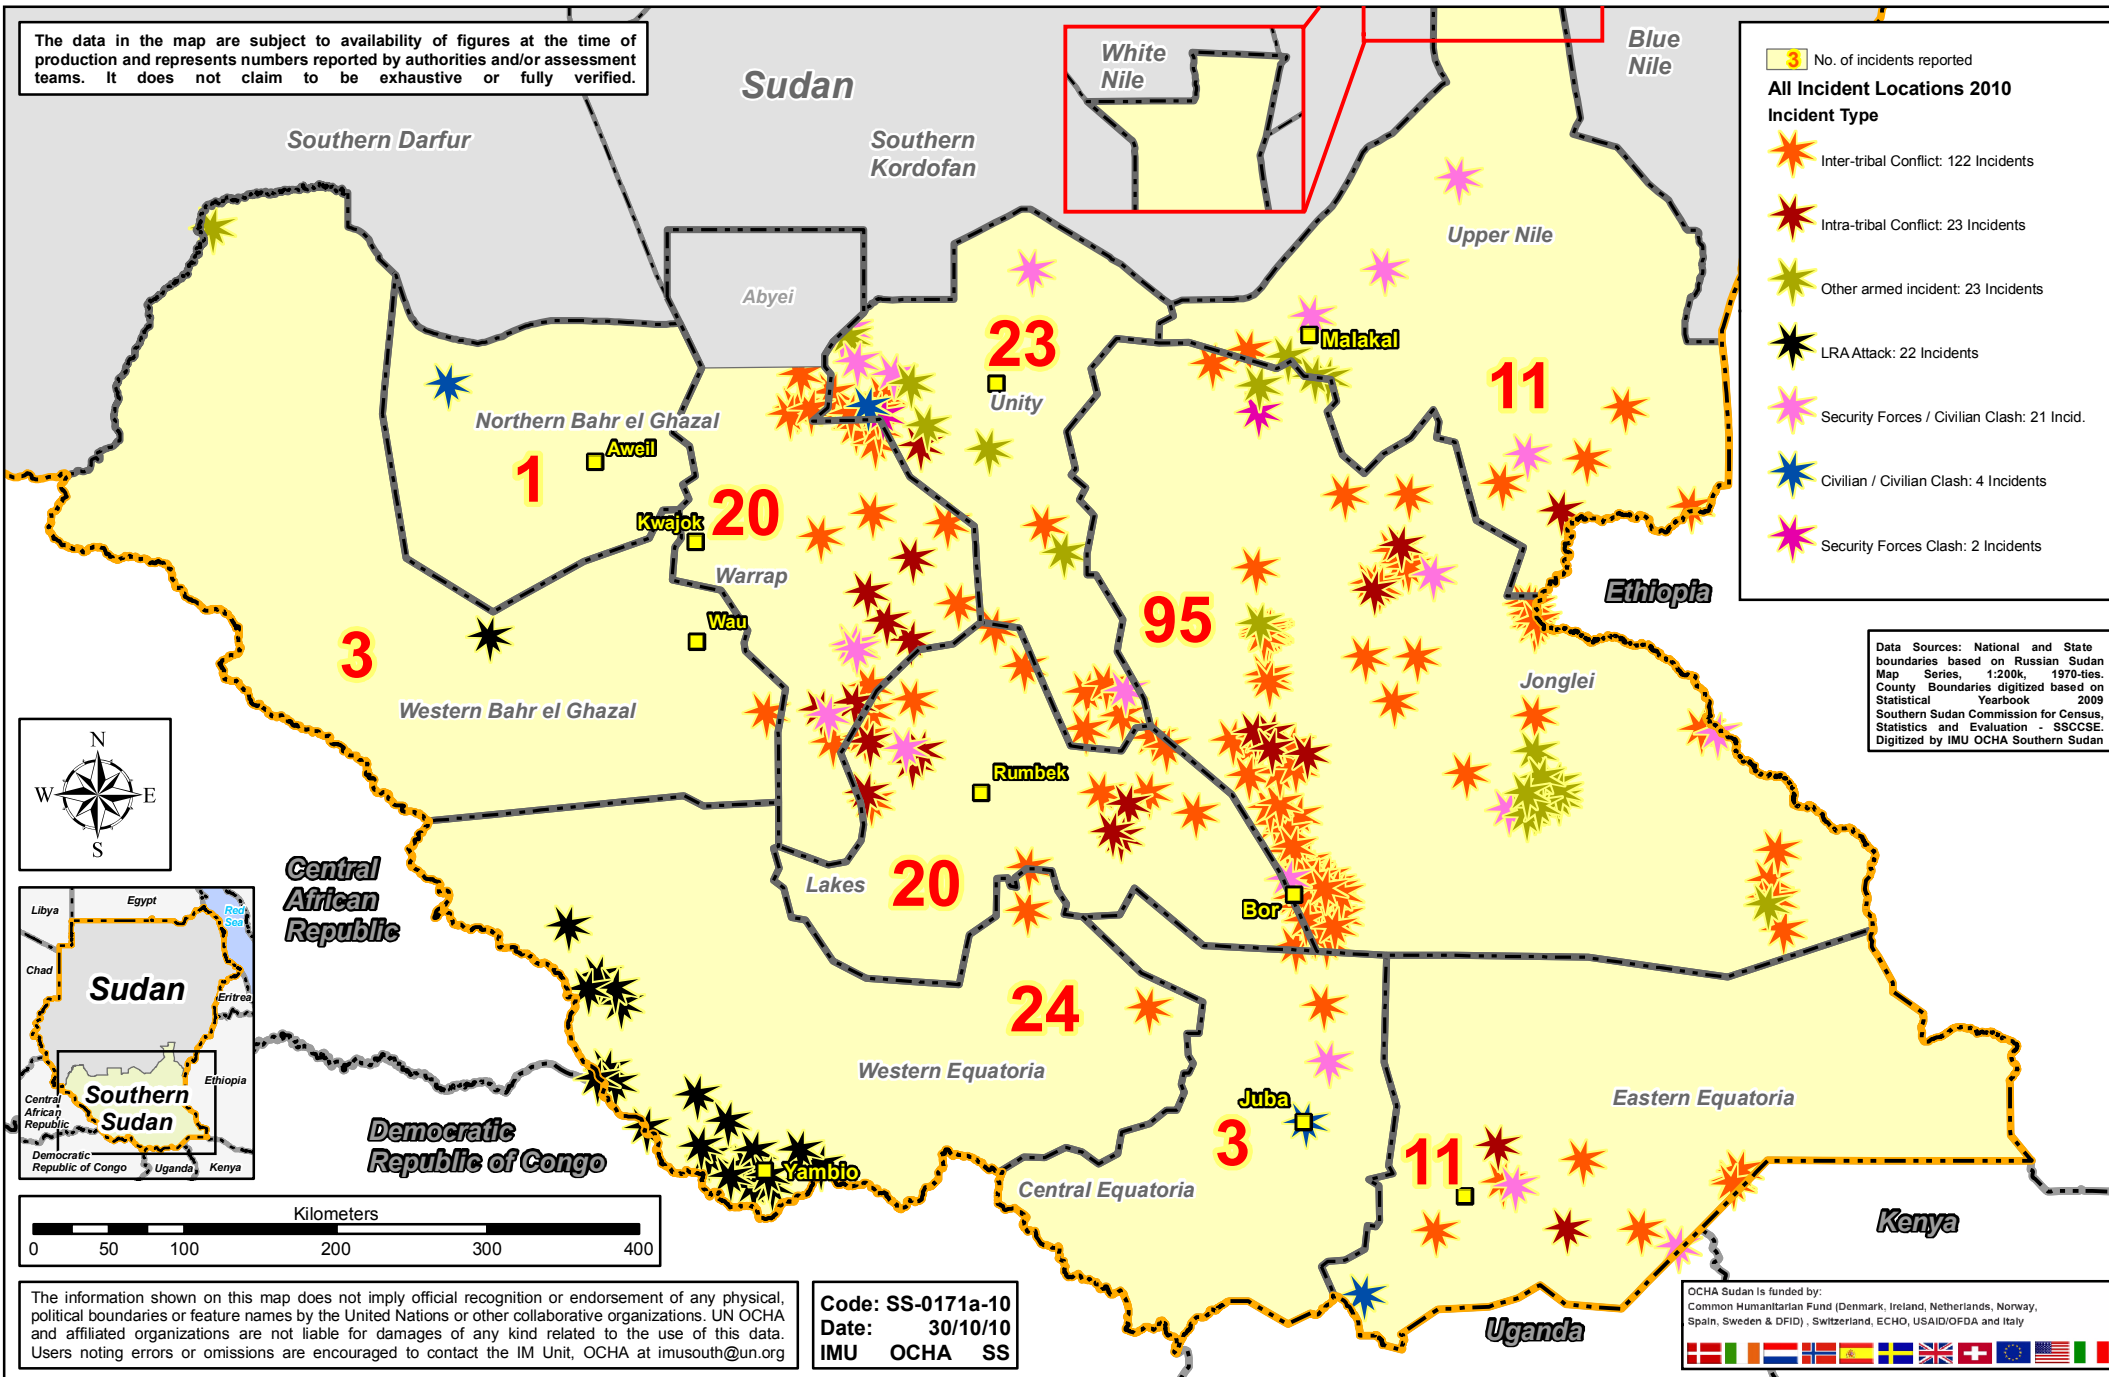 The data in the map are subject to availability of figures at the time of
production and represents numbers reported by authorities and/or assessment
teams. It does not claim to be exhaustive or fully verified.
Sudan
Southern Darfur
Southern
Kordofan
White
Nile
Blue
Nile
Upper Nile
Abyei
23
Unity
Malakal
11
Northern Bahr el Ghazal
Aweil
1
20
Kwajok
Warrap
Wau
3
Western Bahr el Ghazal
95
Jonglei
Ethiopia
Rumbek
Lakes
20
Bor
Central
African
Republic
24
Western Equatoria
Democratic
Republic of Congo
Yambio
Juba
3
Central Equatoria
11
Eastern Equatoria
Kenya
Uganda
3 No. of incidents reported
All Incident Locations 2010
Incident Type
Inter-tribal Conflict: 122 Incidents
Intra-tribal Conflict: 23 Incidents
Other armed incident: 23 Incidents
LRA Attack: 22 Incidents
Security Forces / Civilian Clash: 21 Incid.
Civilian / Civilian Clash: 4 Incidents
Security Forces Clash: 2 Incidents
Data Sources: National and State
boundaries based on Russian Sudan
Map Series, 1:200k, 1970-ties.
County Boundaries digitized based on
Statistical Yearbook 2009
Southern Sudan Commission for Census,
Statistics and Evaluation - SSCCSE.
Digitized by IMU OCHA Southern Sudan
N
W E
S
Libya
Egypt
Red
Sea
Chad
Sudan
Eritrea
Ethiopia
Southern
Sudan
Central
African
Republic
Democratic
Republic of Congo
Uganda
Kenya
Kilometers
0 50 100 200 300 400
The information shown on this map does not imply official recognition or endorsement of any physical,
political boundaries or feature names by the United Nations or other collaborative organizations. UN OCHA
and affiliated organizations are not liable for damages of any kind related to the use of this data.
Users noting errors or omissions are encouraged to contact the IM Unit, OCHA at imusouth@un.org
Code: SS-0171a-10
Date: 30/10/10
IMU OCHA SS
OCHA Sudan is funded by:
Common Humanitarian Fund (Denmark, Ireland, Netherlands, Norway,
Spain, Sweden & DFID) , Switzerland, ECHO, USAID/OFDA and Italy